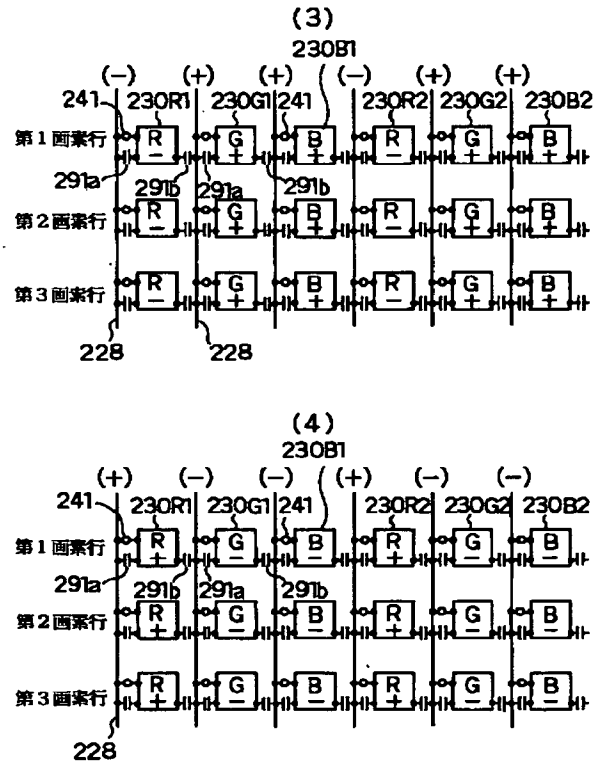 (3)
230B1
(-) (+) (+) (-) (+) (+)
241 230R1 230G1 241 230R2 230G2 230B2
第1画素行 R G B R G B
- + + - + +
291a 291b 291a 291b
第2画素行 R G B R G B
- + + - + +
第3画素行 R G B R G B
- + + - + +
228 228
(4)
230B1
(+) (-) (-) (+) (-) (-)
241 230R1 230G1 241 230R2 230G2 230B2
第1画素行 R G B R G B
+ - - + - -
291a 291b 291a 291b
第2画素行 R G B R G B
+ - - + - -
第3画素行 R G B R G B
+ - - + - -
228